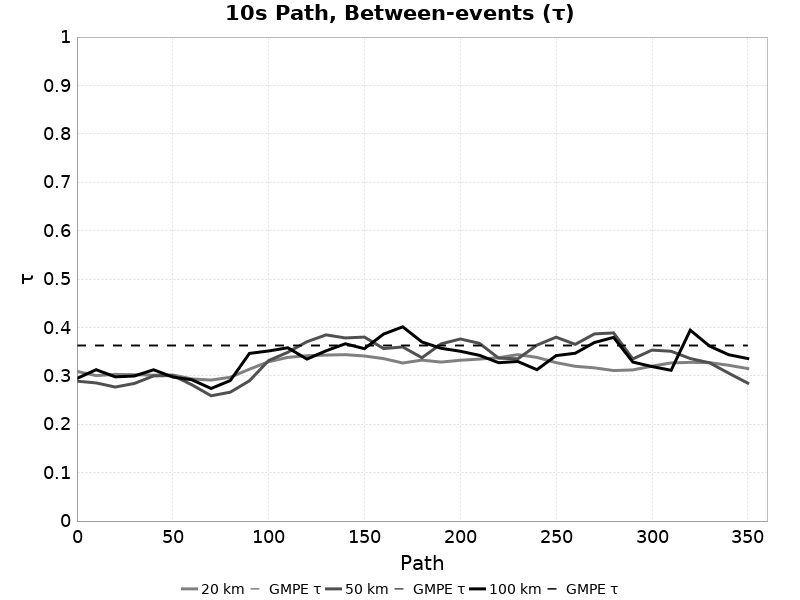 10s Path, Between-events (τ)
1
0.9
0.8
0.7
0.6
0.5
τ
0.4
0.3
0.2
0.1
0
0 50 100 150 200 250 300 350
Path
20 km GMPE τ 50 km GMPE τ 100 km GMPE τ